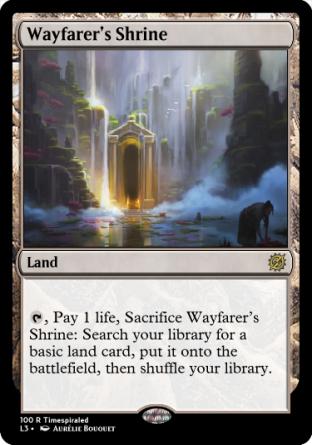 Wayfarer's Shrine
Land
, Pay 1 life, Sacrifice Wayfarer's
Shrine: Search your library for a
basic land card, put it onto the
battlefield, then shuffle your library.
100 R Timespiraled
L3 • Aurélie Bouquet